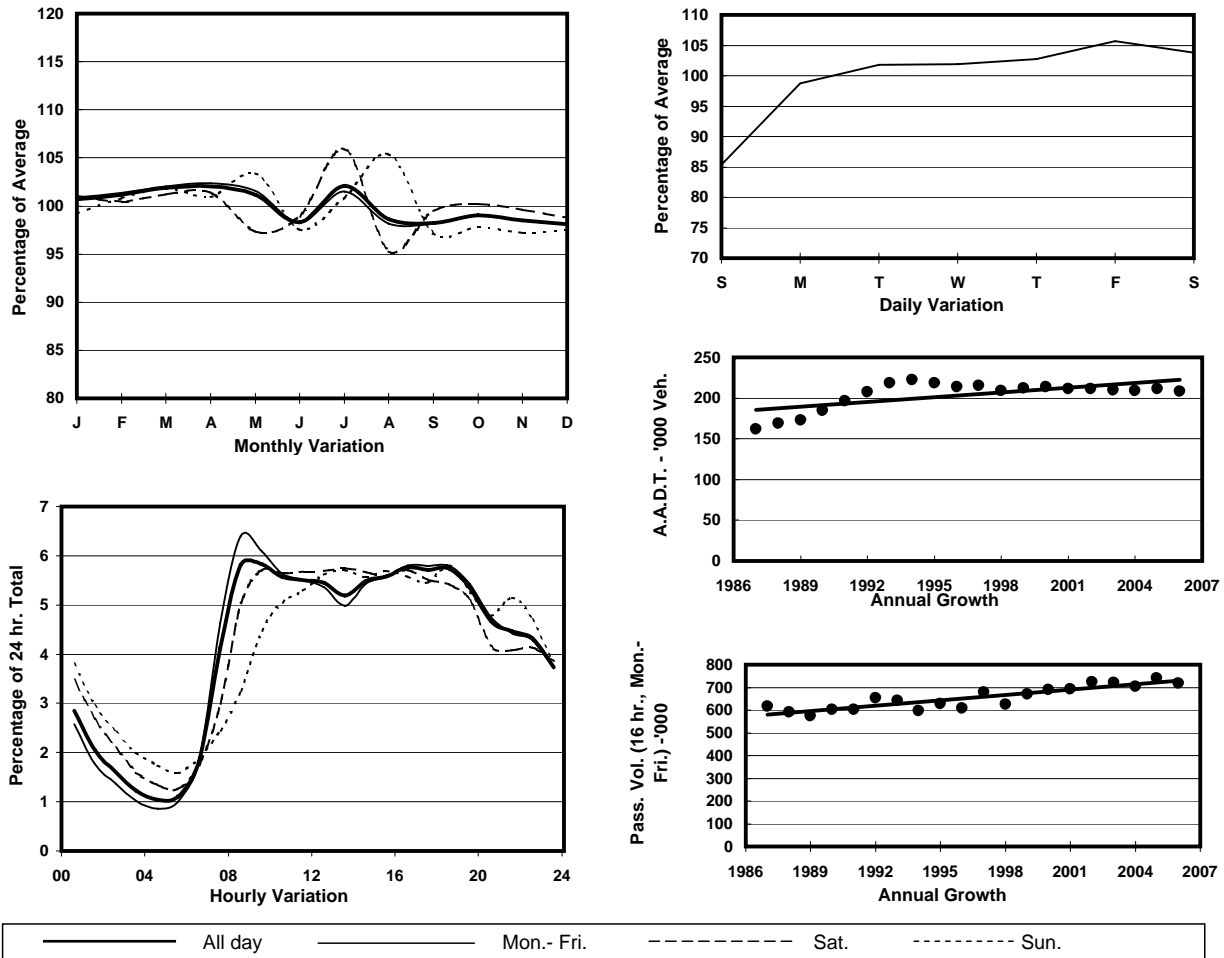 120
115
110
105
100
95
90
85
80
Percentage of Average
J F M A M J J A S O N D
Monthly Variation
110
105
100
95
90
85
80
75
70
Percentage of Average
S M T W T F S
Daily Variation
250
200
150
100
50
0
A.A.D.T. - '000 Veh.
1986 1989 1992 1995 1998 2001 2004 2007
Annual Growth
7
6
5
4
3
2
1
0
Percentage of 24 hr. Total
00 04 08 12 16 20 24
Hourly Variation
800
700
600
500
400
300
200
100
0
Pass. Vol. (16 hr., Mon.-
Fri.) -'000
1986 1989 1992 1995 1998 2001 2004 2007
Annual Growth
All day Mon.- Fri. Sat. Sun.